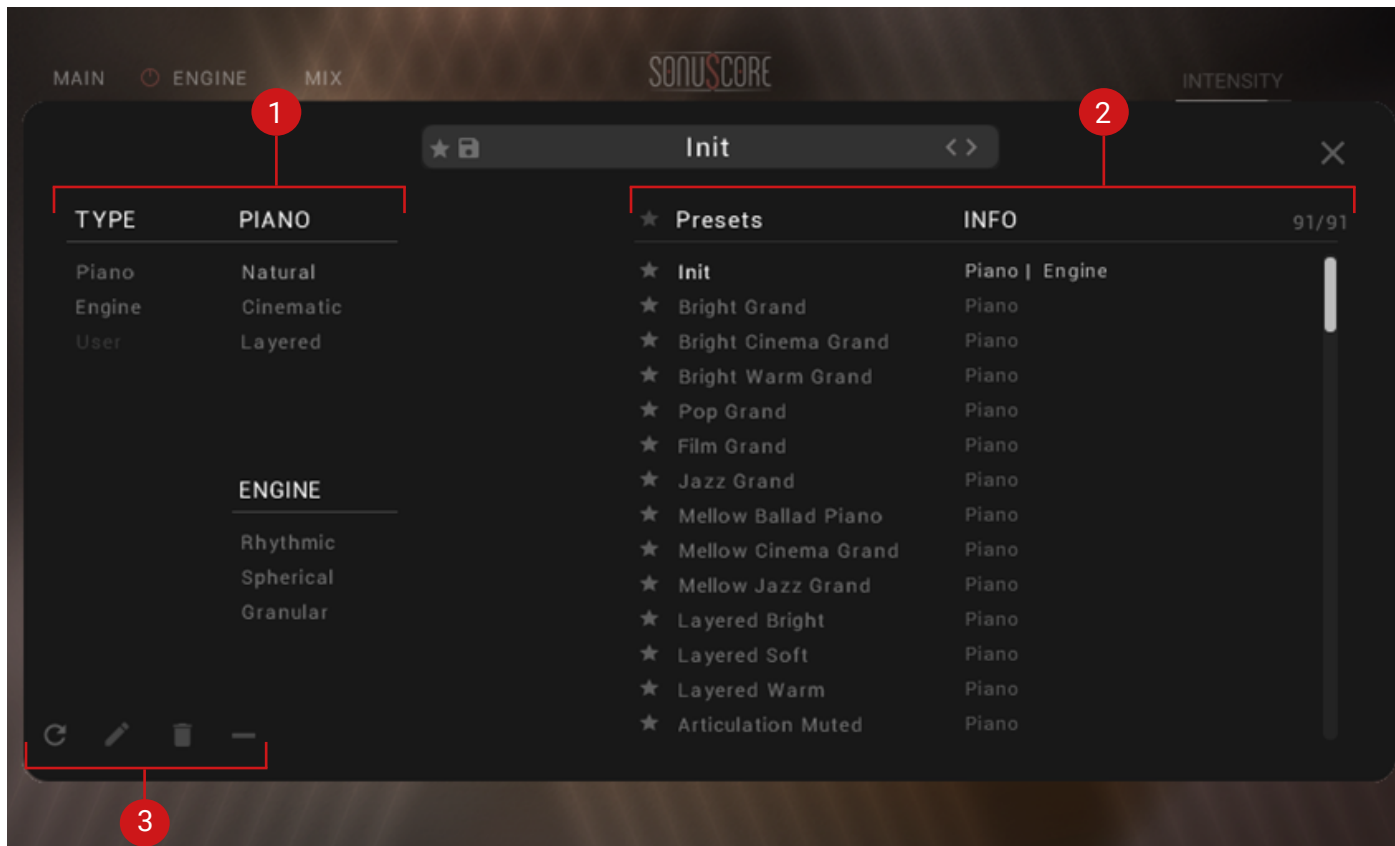 MAIN ENGINE MIX SONUSCORE INTENSITY
1 2
Init < >
TYPE PIANO Presets INFO 91/91
Piano Natural Init Piano | Engine
Engine Cinematic Bright Grand Piano
User Layered Bright Cinema Grand Piano
Bright Warm Grand Piano
Pop Grand Piano
Film Grand Piano
ENGINE Jazz Grand Piano
Mellow Ballad Piano Piano
Rhythmic Mellow Cinema Grand Piano
Spherical Mellow Jazz Grand Piano
Granular Layered Bright Piano
Layered Soft Piano
Layered Warm Piano
Articulation Muted Piano
3